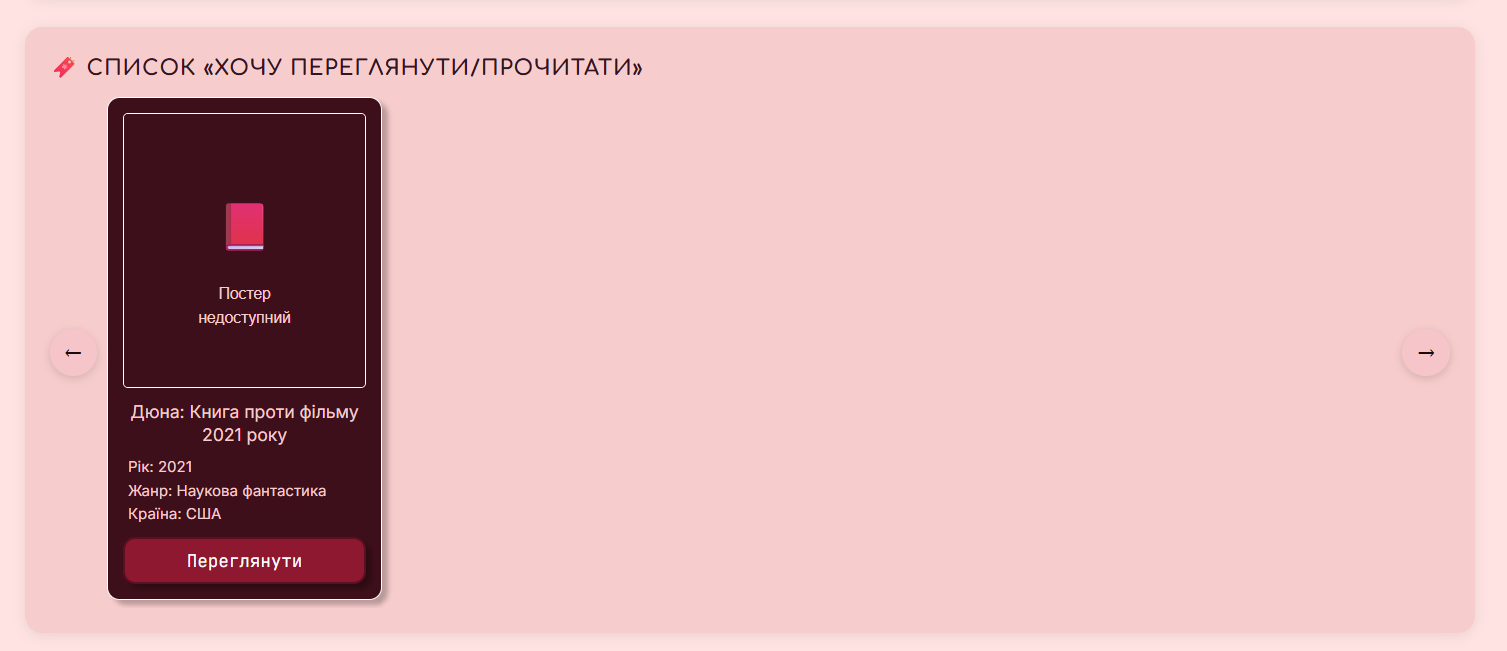 СПИСОК «ХОЧУ ПЕРЕГЛЯНУТИ/ПРОЧИТАТИ»
Постер
недоступний
←
→
Дюна: Книга проти фільму
2021 року
Рік: 2021
Жанр: Наукова фантастика
Країна: США
Переглянути